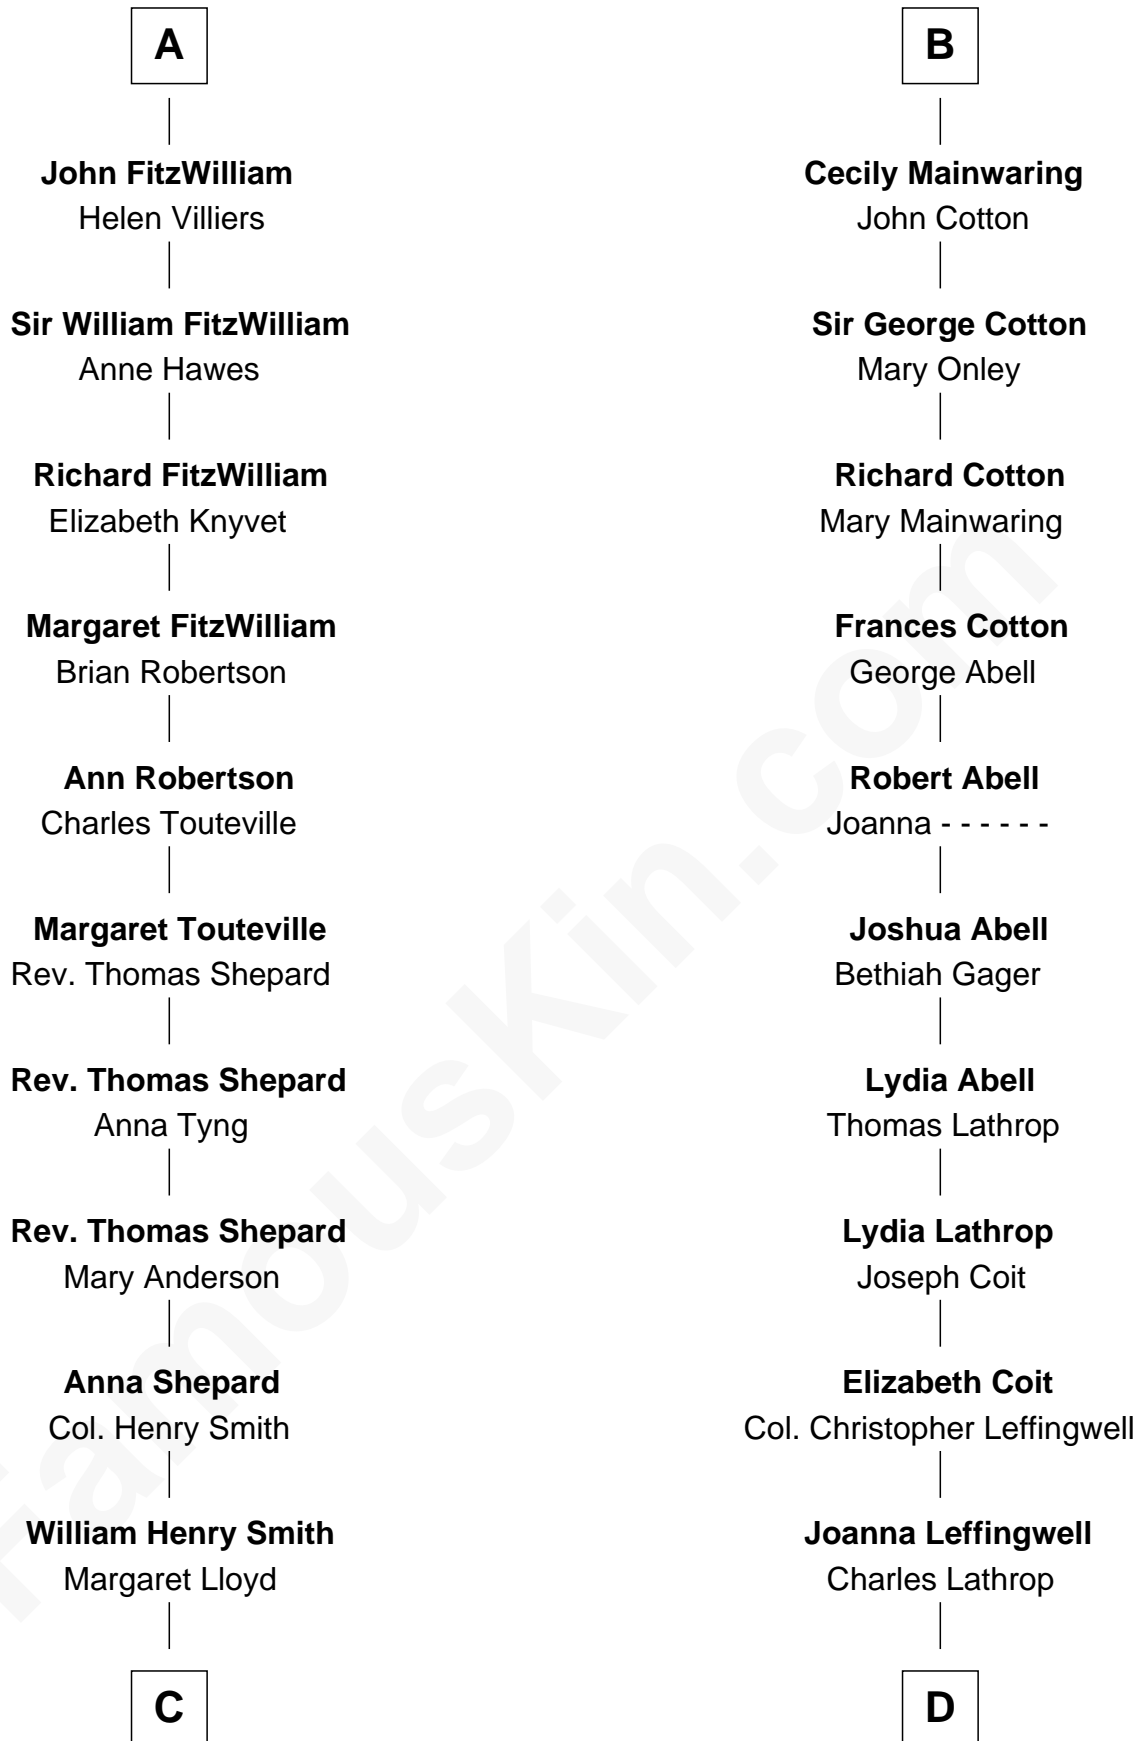 A
John FitzWilliam
Helen Villiers
Sir William FitzWilliam
Anne Hawes
Richard FitzWilliam
Elizabeth Knyvet
Margaret FitzWilliam
Brian Robertson
Ann Robertson
Charles Touteville
Margaret Touteville
Rev. Thomas Shepard
Rev. Thomas Shepard
Anna Tyng
Rev. Thomas Shepard
Mary Anderson
Anna Shepard
Col. Henry Smith
William Henry Smith
Margaret Lloyd
C
B
Cecily Mainwaring
John Cotton
Sir George Cotton
Mary Onley
Richard Cotton
Mary Mainwaring
Frances Cotton
George Abell
Robert Abell
Joanna - - - - - -
Joshua Abell
Bethiah Gager
Lydia Abell
Thomas Lathrop
Lydia Lathrop
Joseph Coit
Elizabeth Coit
Col. Christopher Leffingwell
Joanna Leffingwell
Charles Lathrop
D
FamousKin.com